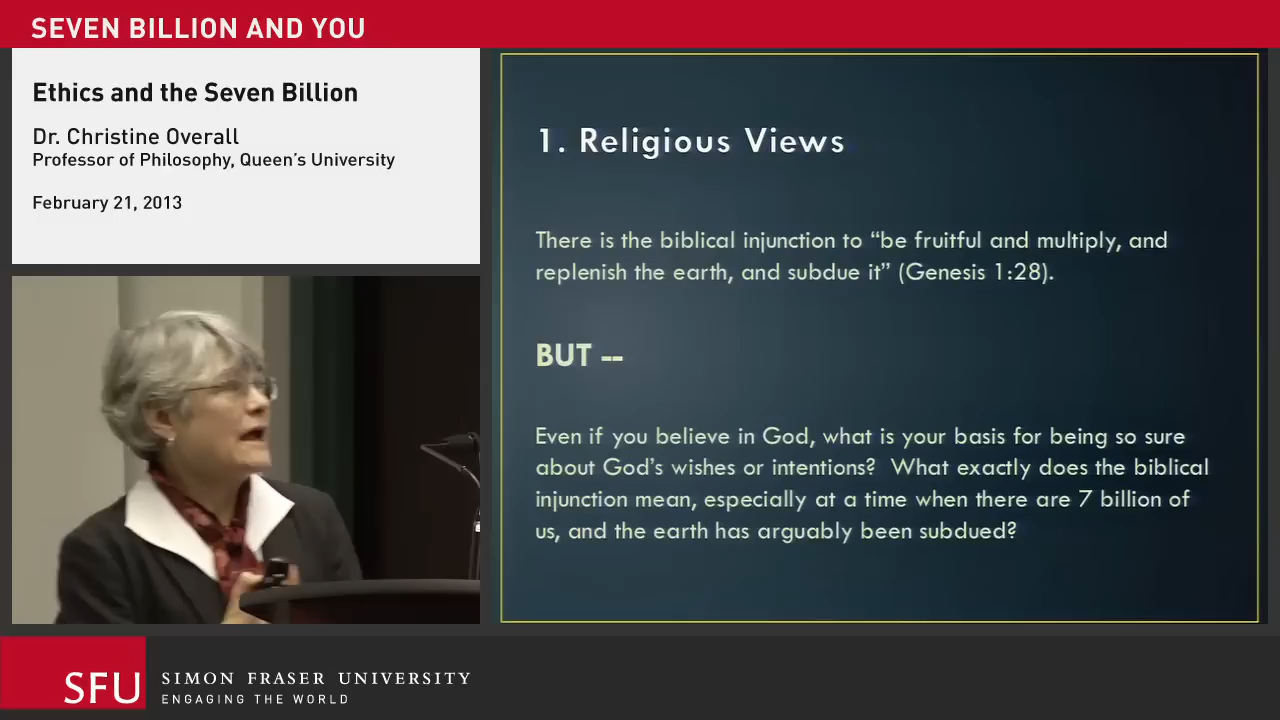 SEVEN BILLION AND YOU
Ethics and the Seven Billion
Dr. Christine Overall
Professor of Philosophy, Queen's University
February 21, 2013
1. Religious Views
There is the biblical injunction to “be fruitful and multiply, and
replenish the earth, and subdue it” (Genesis 1:28).
BUT --
Even if you believe in God, what is your basis for being so sure
about God's wishes or intentions?  What exactly does the biblical
injunction mean, especially at a time when there are 7 billion of
us, and the earth has arguably been subdued?
SFU
SIMON FRASER UNIVERSITY
ENGAGING THE WORLD